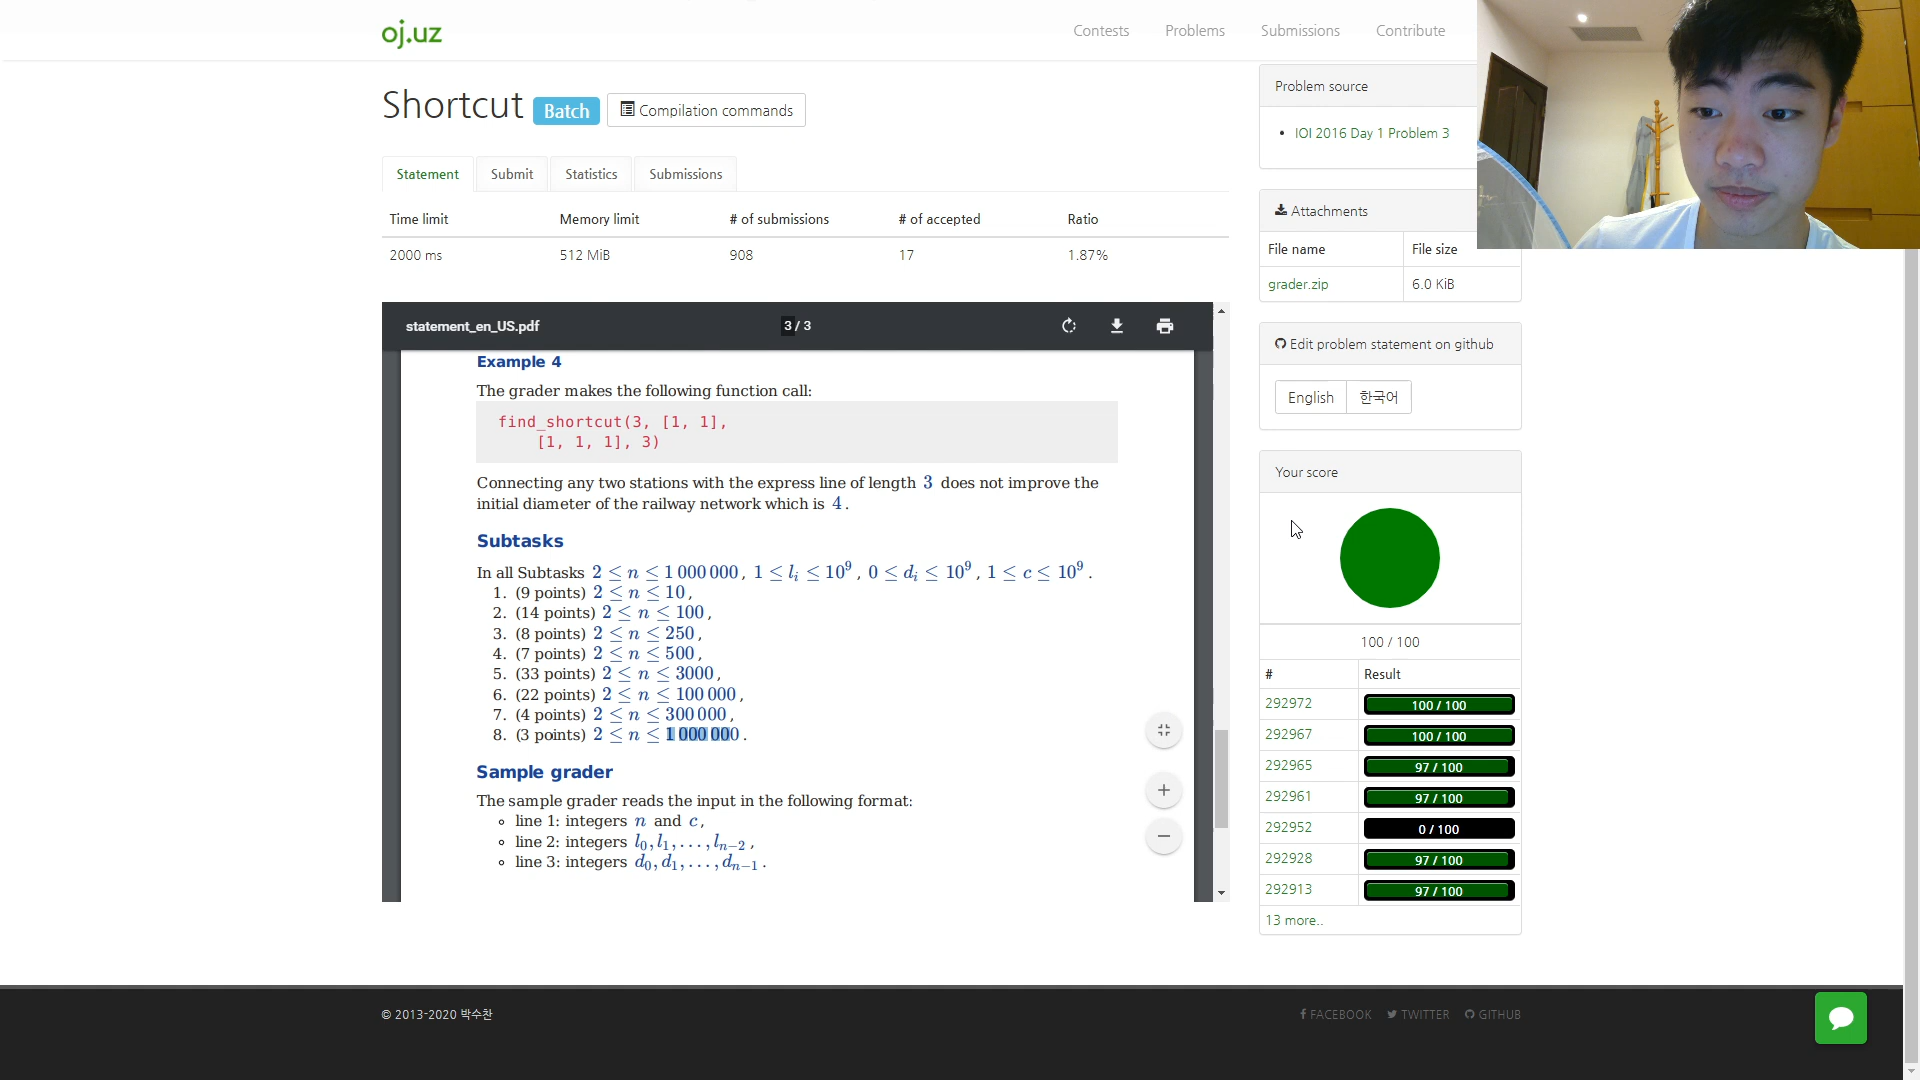 oj.uz
Contests Problems Submissions Contribute
Shortcut Batch Compilation commands
Statement Submit Statistics Submissions
Time limit Memory limit # of submissions # of accepted Ratio
2000 ms 512 MiB 908 17 1.87%
statement_en_US.pdf 3 / 3
Example 4
The grader makes the following function call:
find_shortcut(3, [1, 1],
[1, 1, 1], 3)
Connecting any two stations with the express line of length 3 does not improve the
initial diameter of the railway network which is 4.
Subtasks
In all Subtasks 2 ≤ n ≤ 1 000 000, 1 ≤ l_i ≤ 10^9, 0 ≤ d_i ≤ 10^9, 1 ≤ c ≤ 10^9.
1. (9 points) 2 ≤ n ≤ 10,
2. (14 points) 2 ≤ n ≤ 100,
3. (8 points) 2 ≤ n ≤ 250,
4. (7 points) 2 ≤ n ≤ 500,
5. (33 points) 2 ≤ n ≤ 3000,
6. (22 points) 2 ≤ n ≤ 100 000,
7. (4 points) 2 ≤ n ≤ 300 000,
8. (3 points) 2 ≤ n ≤ 1 000 000.
Sample grader
The sample grader reads the input in the following format:
line 1: integers n and c,
line 2: integers l_0, l_1, ..., l_{n-2},
line 3: integers d_0, d_1, ..., d_{n-1}.
Problem source
• IOI 2016 Day 1 Problem 3
Attachments
File name File size
grader.zip 6.0 KiB
Edit problem statement on github
English 한국어
Your score
100 / 100
# Result
292972 100 / 100
292967 100 / 100
292965 97 / 100
292961 97 / 100
292952 0 / 100
292928 97 / 100
292913 97 / 100
13 more..
© 2013-2020 박수찬
FACEBOOK TWITTER GITHUB